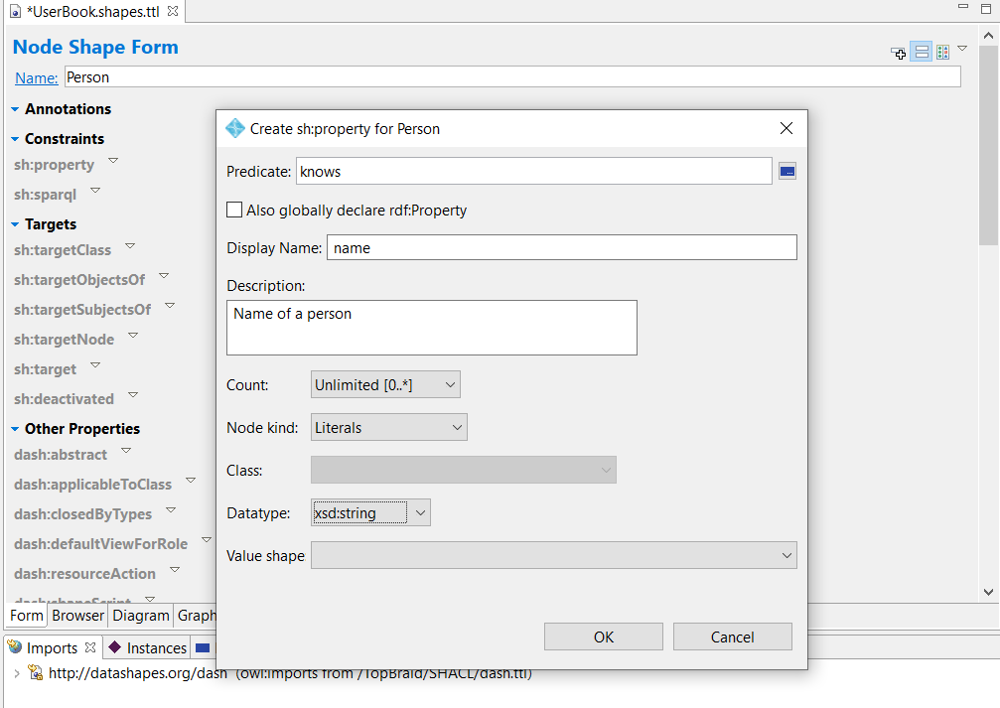 *UserBook.shapes.ttl
Node Shape Form
Name: Person
Annotations
Constraints
sh:property
sh:sparql
Targets
sh:targetClass
sh:targetObjectsOf
sh:targetSubjectsOf
sh:targetNode
sh:target
sh:deactivated
Other Properties
dash:abstract
dash:applicableToClass
dash:closedByTypes
dash:defaultViewForRole
dash:resourceAction
dash:shapeScript
Create sh:property for Person
Predicate: knows
Also globally declare rdf:Property
Display Name: name
Description:
Name of a person
Count: Unlimited [0..*]
Node kind: Literals
Class:
Datatype: xsd:string
Value shape
OK Cancel
Form Browser Diagram Graph
Imports Instances
http://datashapes.org/dash (owl:imports from /TopBraid/SHACL/dash.ttl)